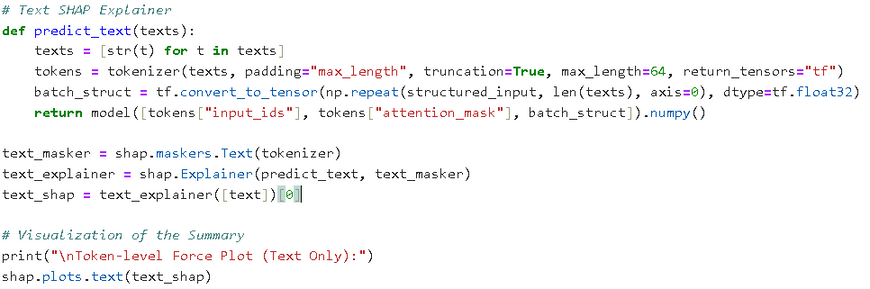 # Text SHAP Explainer
def predict_text(texts):
    texts = [str(t) for t in texts]
    tokens = tokenizer(texts, padding="max_length", truncation=True, max_length=64, return_tensors="tf")
    batch_struct = tf.convert_to_tensor(np.repeat(structured_input, len(texts), axis=0), dtype=tf.float32)
    return model([tokens["input_ids"], tokens["attention_mask"], batch_struct]).numpy()

text_masker = shap.maskers.Text(tokenizer)
text_explainer = shap.Explainer(predict_text, text_masker)
text_shap = text_explainer([text])[0]

# Visualization of the Summary
print("\nToken-level Force Plot (Text Only):")
shap.plots.text(text_shap)